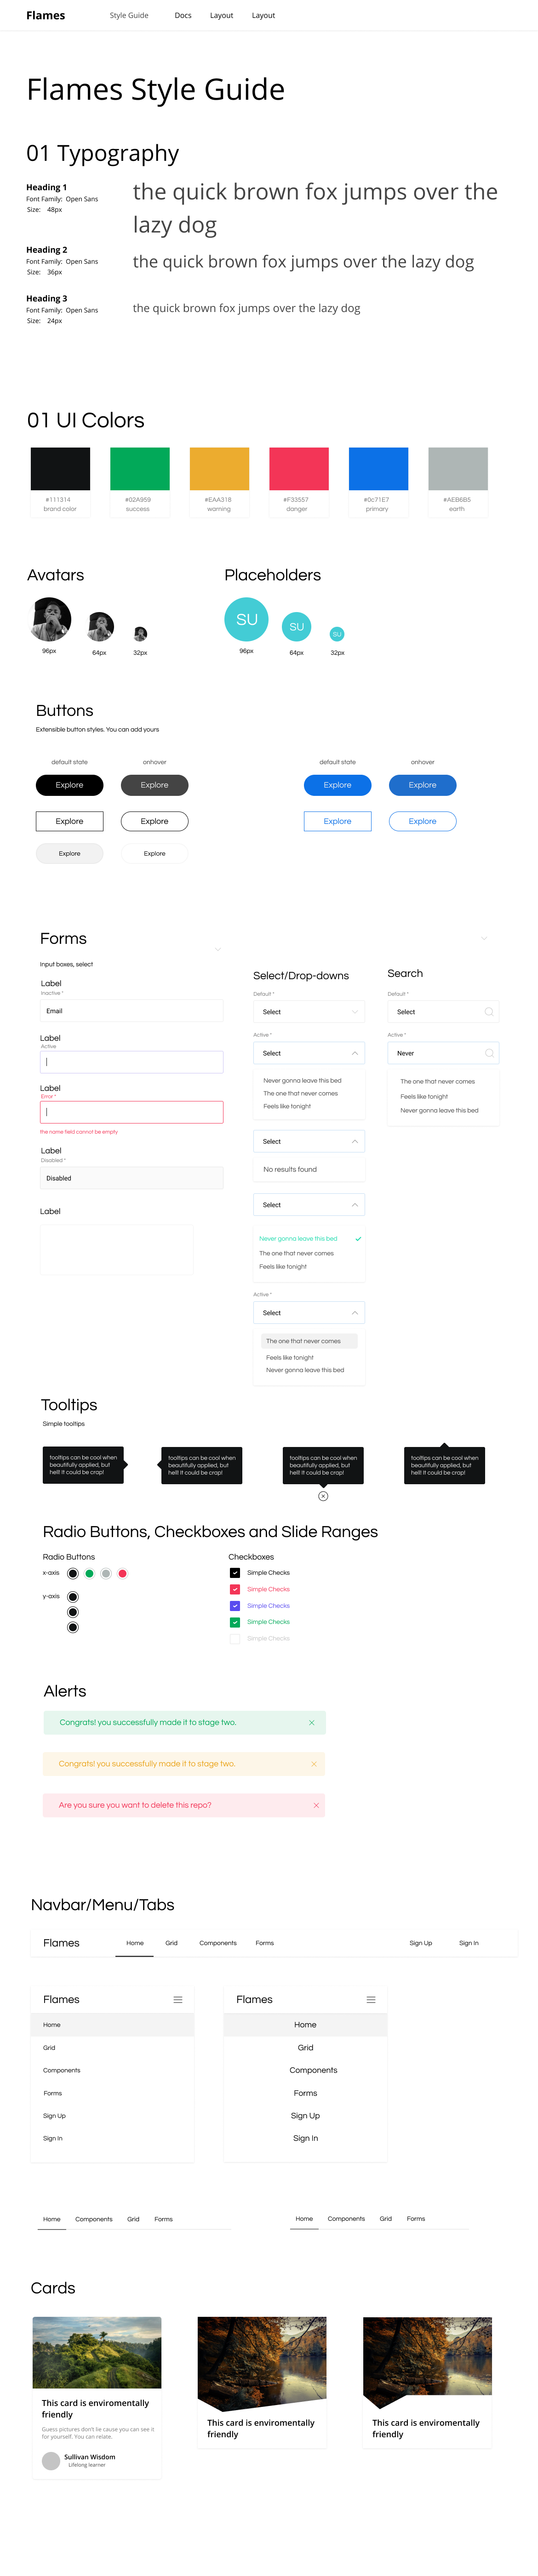 Flames
Style Guide
Docs
Layout
Layout
Flames Style Guide
01 Typography
Heading 1
Font Family: Open Sans
Size: 48px
the quick brown fox jumps over the
lazy dog
Heading 2
Font Family: Open Sans
Size: 36px
the quick brown fox jumps over the lazy dog
Heading 3
Font Family: Open Sans
Size: 24px
the quick brown fox jumps over the lazy dog
01 UI Colors
#111314
brand color
#02A959
success
#EAA318
warning
#F33557
danger
#0c71E7
primary
#AEB6B5
earth
Avatars
96px
64px
32px
Placeholders
SU
SU
SU
96px
64px
32px
Buttons
Extensible button styles. You can add yours
default state
onhover
default state
onhover
Explore
Explore
Explore
Explore
Explore
Explore
Explore
Explore
Explore
Explore
Forms
Input boxes, select
Label
Inactive *
Email
Label
Active
Label
Error *
the name field cannot be empty
Label
Disabled *
Disabled
Label
Select/Drop-downs
Default *
Select
Active *
Select
Never gonna leave this bed
The one that never comes
Feels like tonight
Select
No results found
Select
Never gonna leave this bed
The one that never comes
Feels like tonight
Active *
Select
The one that never comes
Feels like tonight
Never gonna leave this bed
Search
Default *
Select
Active *
Never
The one that never comes
Feels like tonight
Never gonna leave this bed
Tooltips
Simple tooltips
tooltips can be cool when
beautifully applied, but
hell! It could be crap!
tooltips can be cool when
beautifully applied, but
hell! It could be crap!
tooltips can be cool when
beautifully applied, but
hell! It could be crap!
tooltips can be cool when
beautifully applied, but
hell! It could be crap!
Radio Buttons, Checkboxes and Slide Ranges
Radio Buttons
x-axis
y-axis
Checkboxes
Simple Checks
Simple Checks
Simple Checks
Simple Checks
Simple Checks
Alerts
Congrats! you successfully made it to stage two.
Congrats! you successfully made it to stage two.
Are you sure you want to delete this repo?
Navbar/Menu/Tabs
Flames
Home
Grid
Components
Forms
Sign Up
Sign In
Flames
Home
Grid
Components
Forms
Sign Up
Sign In
Flames
Home
Grid
Components
Forms
Sign Up
Sign In
Home
Components
Grid
Forms
Home
Components
Grid
Forms
Cards
This card is enviromentally
friendly
Guess pictures don't lie cause you can see it
for yourself. You can relate.
Sullivan Wisdom
Lifelong learner
This card is enviromentally
friendly
This card is enviromentally
friendly